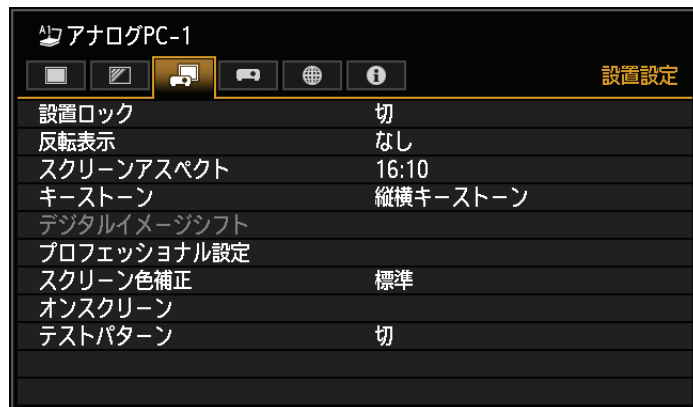 アナログPC-1
設置設定
設置ロック 切
反転表示 なし
スクリーンアスペクト 16:10
キーストーン 縦横キーストーン
デジタルイメージシフト
プロフェッショナル設定
スクリーン色補正 標準
オンスクリーン
テストパターン 切